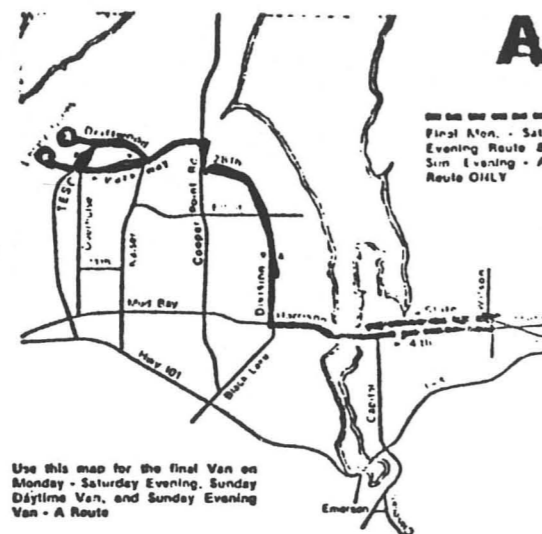 A
Final Mon. - Sat
Evening Route &
Sun Evening - A
Route ONLY
Driftwood
28th
TESC
Overhulse
Kaiser
Cooper Point Rd
Division
Mud Bay
Harrison
State
Wilson
4th
Hwy 101
Black Lake
Capitol
Emerson
Use this map for the final Van on
Monday - Saturday Evening, Sunday
Daytime Van, and Sunday Evening
Van - A Route